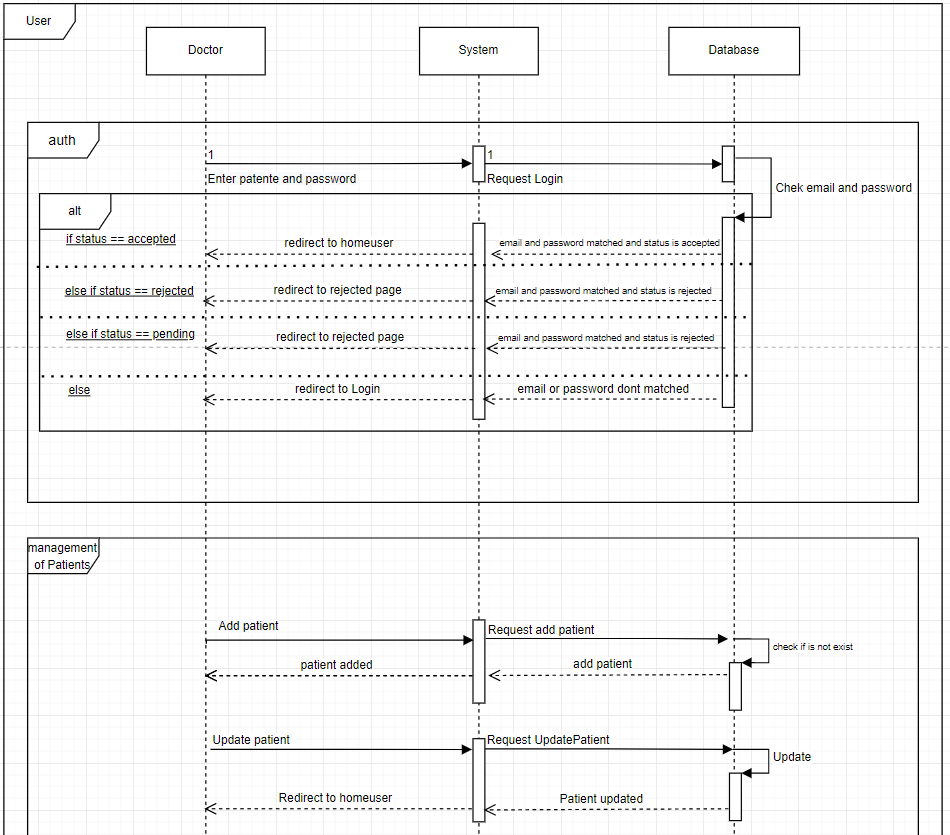 User
Doctor
System
Database
auth
1
1
Enter patente and password
Request Login
Chek email and password
alt
if status == accepted
redirect to homeuser
email and password matched and status is accepted
else if status == rejected
redirect to rejected page
email and password matched and status is rejected
else if status == pending
redirect to rejected page
email and password matched and status is rejected
else
redirect to Login
email or password dont matched
management
of Patients
Add patient
Request add patient
check if is not exist
patient added
add patient
Update patient
Request UpdatePatient
Update
Redirect to homeuser
Patient updated